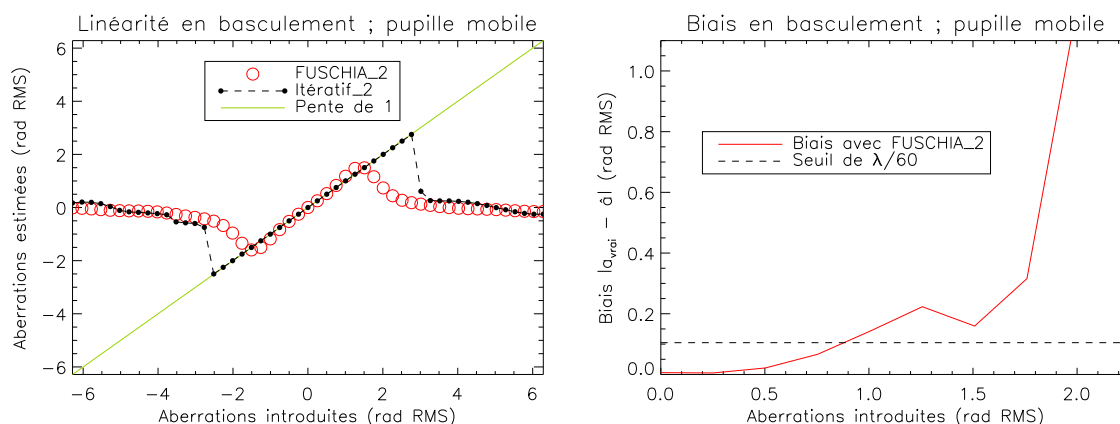 Linéarité en basculement ; pupille mobile
FUSCHIA_2
Itératif_2
Pente de 1
Aberrations estimées (rad RMS)
6
4
2
0
−2
−4
−6
−6 −4 −2 0 2 4 6
Aberrations introduites (rad RMS)
Biais en basculement ; pupille mobile
Biais avec FUSCHIA_2
Seuil de λ/60
Biais |a_vrai − â| (rad RMS)
1.0
0.8
0.6
0.4
0.2
0.0
0.0 0.5 1.0 1.5 2.0
Aberrations introduites (rad RMS)